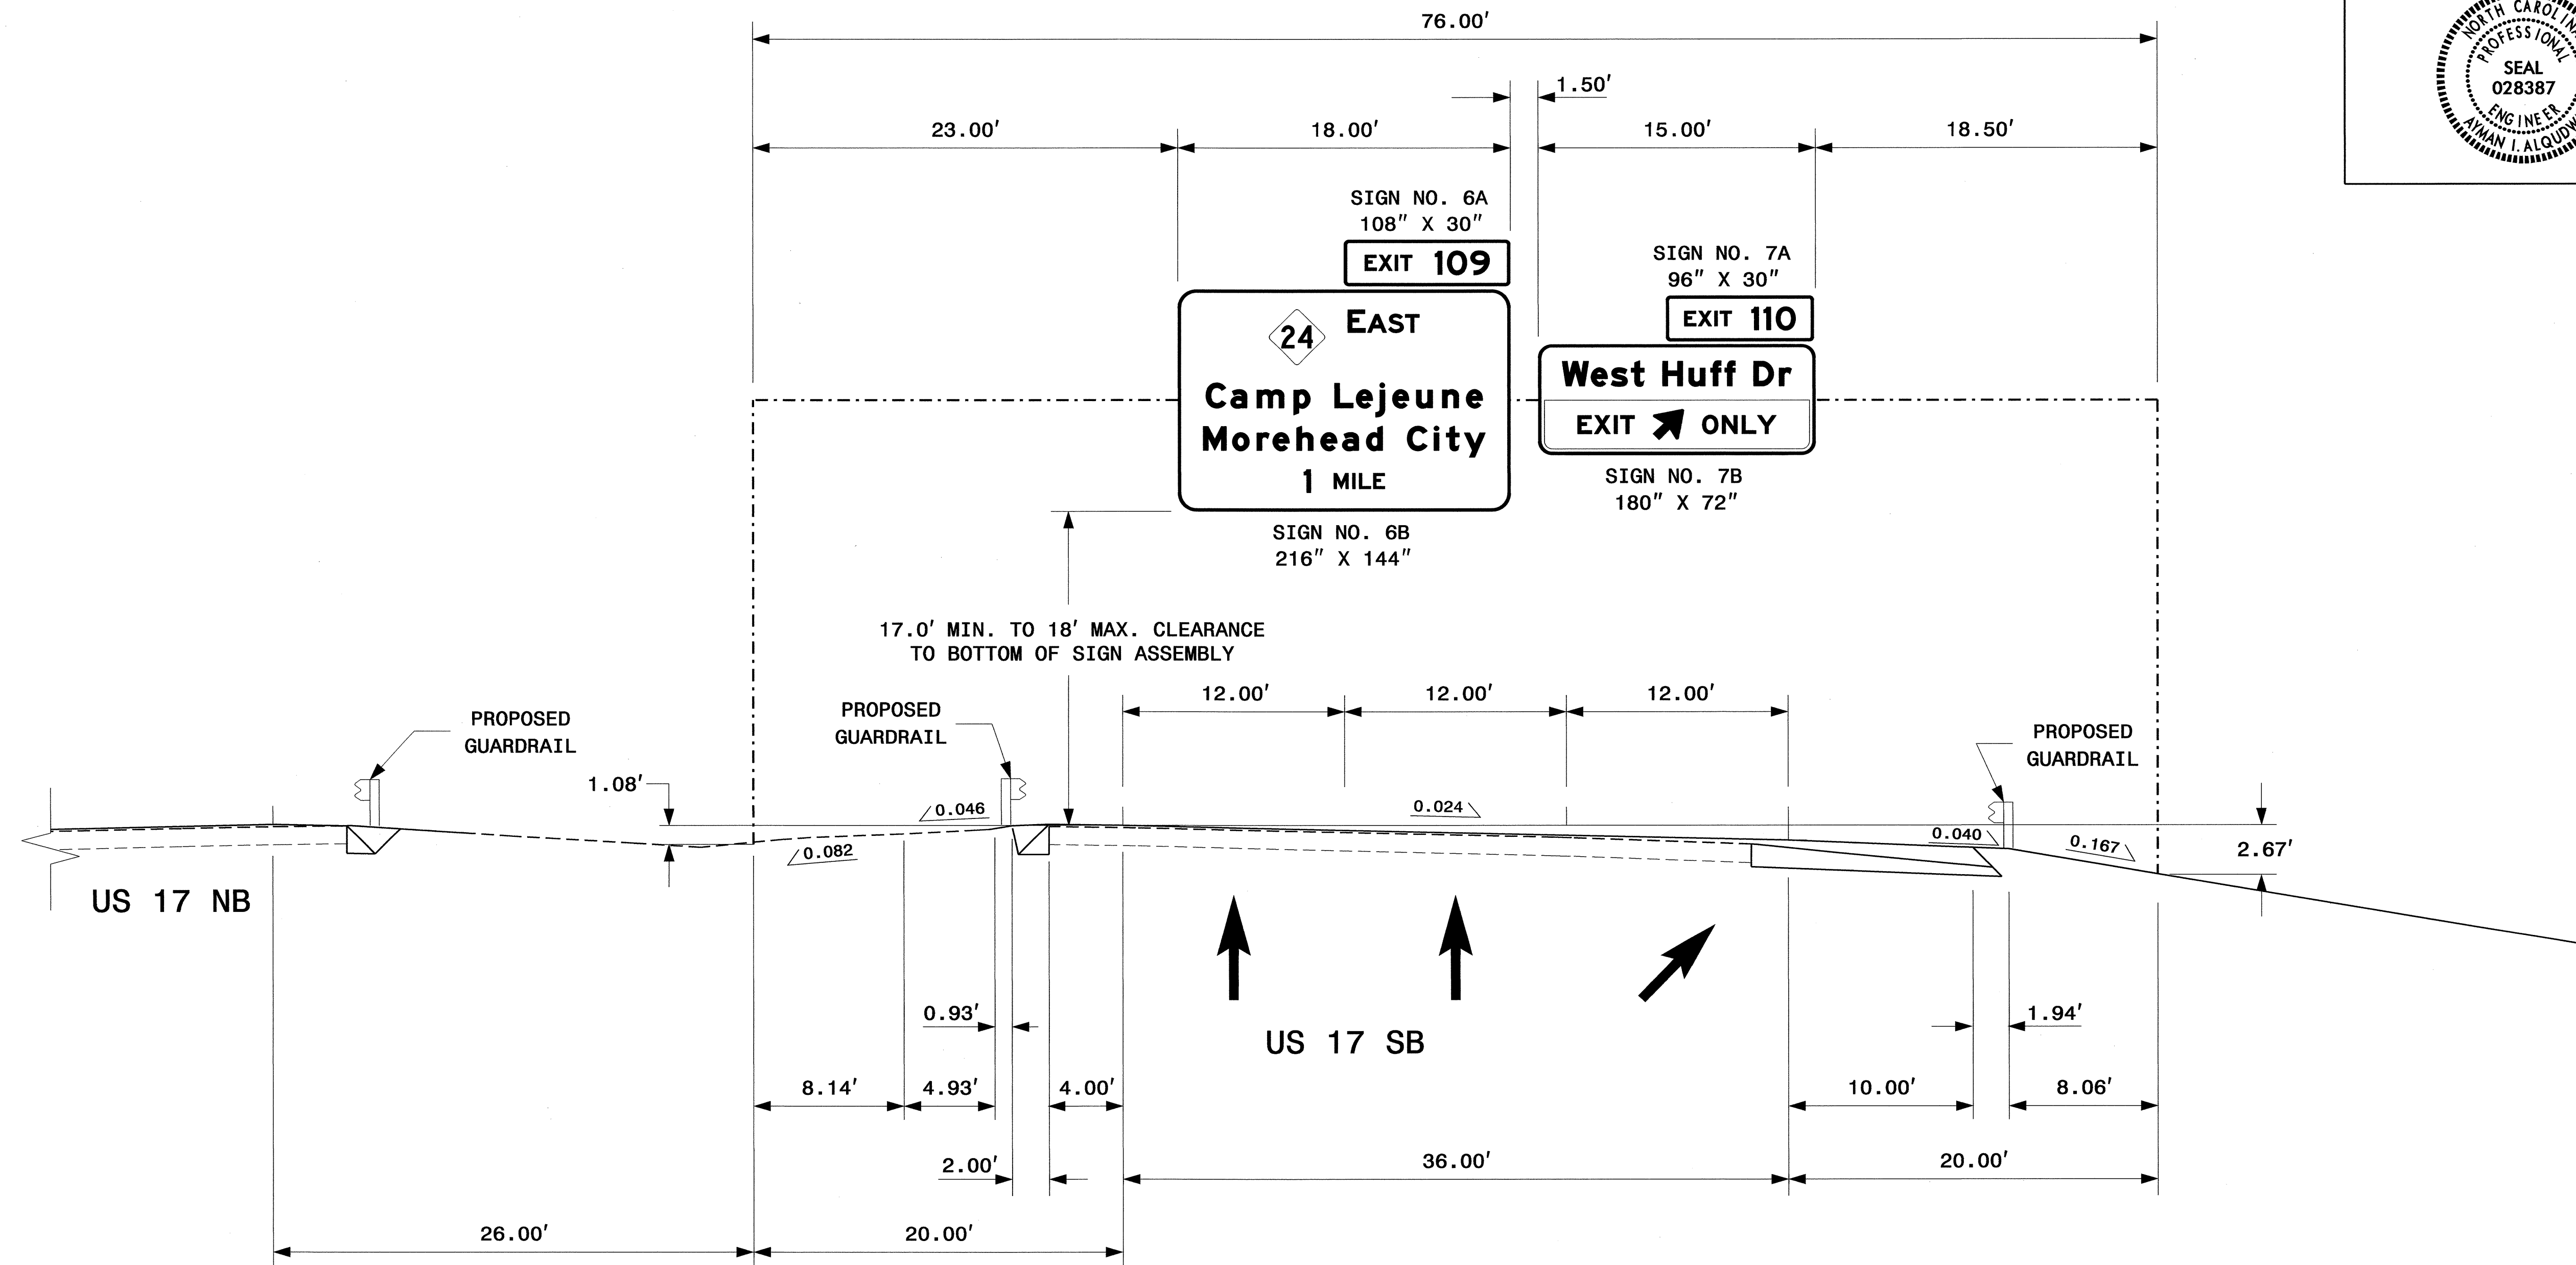 76.00'
1.50'
23.00'
18.00'
15.00'
18.50'
NORTH CAROLIN
PROFESSIONAL
SEAL
028387
ENGINEER
AYMAN I. ALQUDW
SIGN NO. 6A
108" X 30"
EXIT 109
SIGN NO. 7A
96" X 30"
EXIT 110
24 EAST
Camp Lejeune
Morehead City
1 MILE
West Huff Dr
EXIT ONLY
SIGN NO. 7B
180" X 72"
SIGN NO. 6B
216" X 144"
17.0' MIN. TO 18' MAX. CLEARANCE
TO BOTTOM OF SIGN ASSEMBLY
12.00'
12.00'
12.00'
PROPOSED
GUARDRAIL
PROPOSED
GUARDRAIL
PROPOSED
GUARDRAIL
1.08'
0.046
0.024
0.040
0.167
0.082
2.67'
US 17 NB
US 17 SB
0.93'
1.94'
8.14'
4.93'
4.00'
10.00'
8.06'
2.00'
36.00'
20.00'
26.00'
20.00'